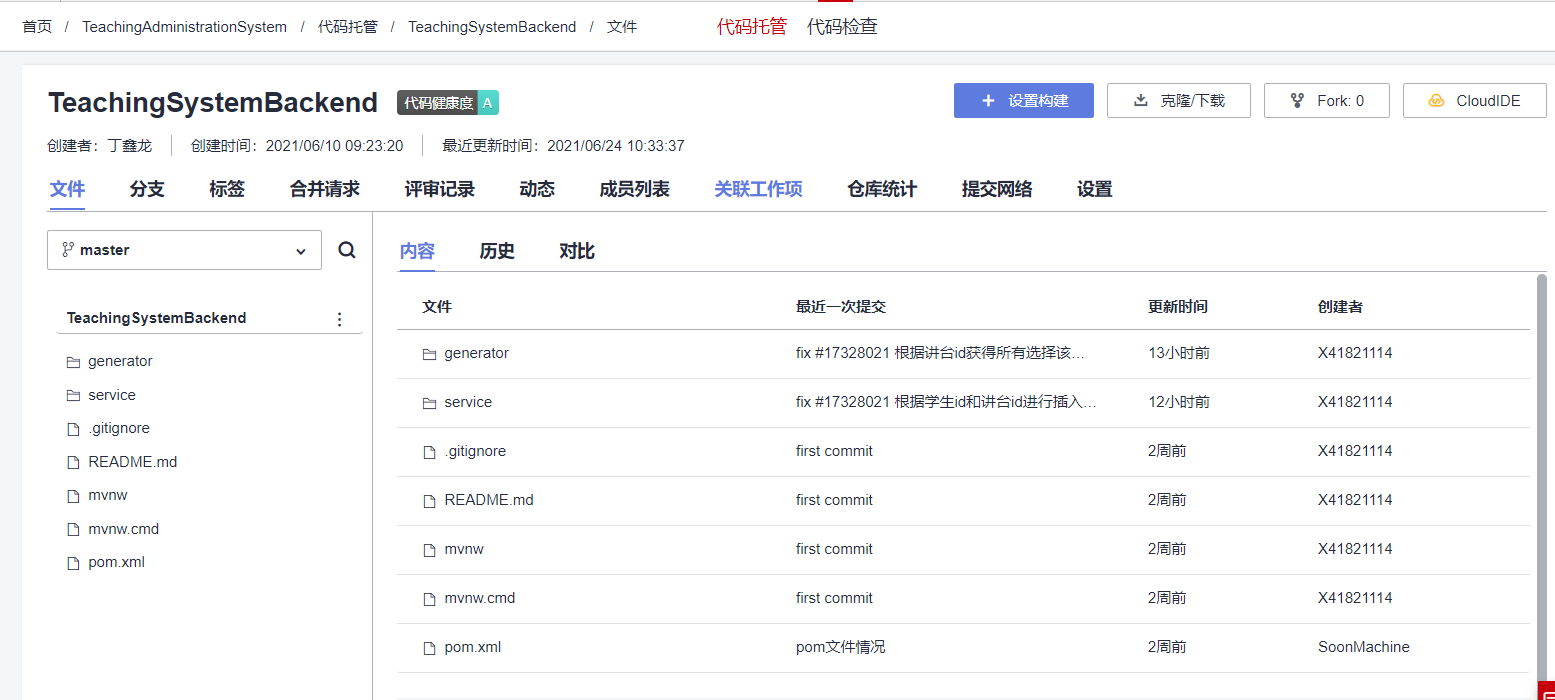 首页 / TeachingAdministrationSystem / 代码托管 / TeachingSystemBackend / 文件 代码托管 代码检查
TeachingSystemBackend 代码健康度 A 设置构建 克隆/下载 Fork: 0 CloudIDE
创建者：丁鑫龙 创建时间：2021/06/10 09:23:20 最近更新时间：2021/06/24 10:33:37
文件 分支 标签 合并请求 评审记录 动态 成员列表 关联工作项 仓库统计 提交网络 设置
master
TeachingSystemBackend
generator
service
.gitignore
README.md
mvnw
mvnw.cmd
pom.xml
内容 历史 对比
文件 最近一次提交 更新时间 创建者
generator fix #17328021 根据讲台id获得所有选择该… 13小时前 X41821114
service fix #17328021 根据学生id和讲台id进行插入… 12小时前 X41821114
.gitignore first commit 2周前 X41821114
README.md first commit 2周前 X41821114
mvnw first commit 2周前 X41821114
mvnw.cmd first commit 2周前 X41821114
pom.xml pom文件情况 2周前 SoonMachine